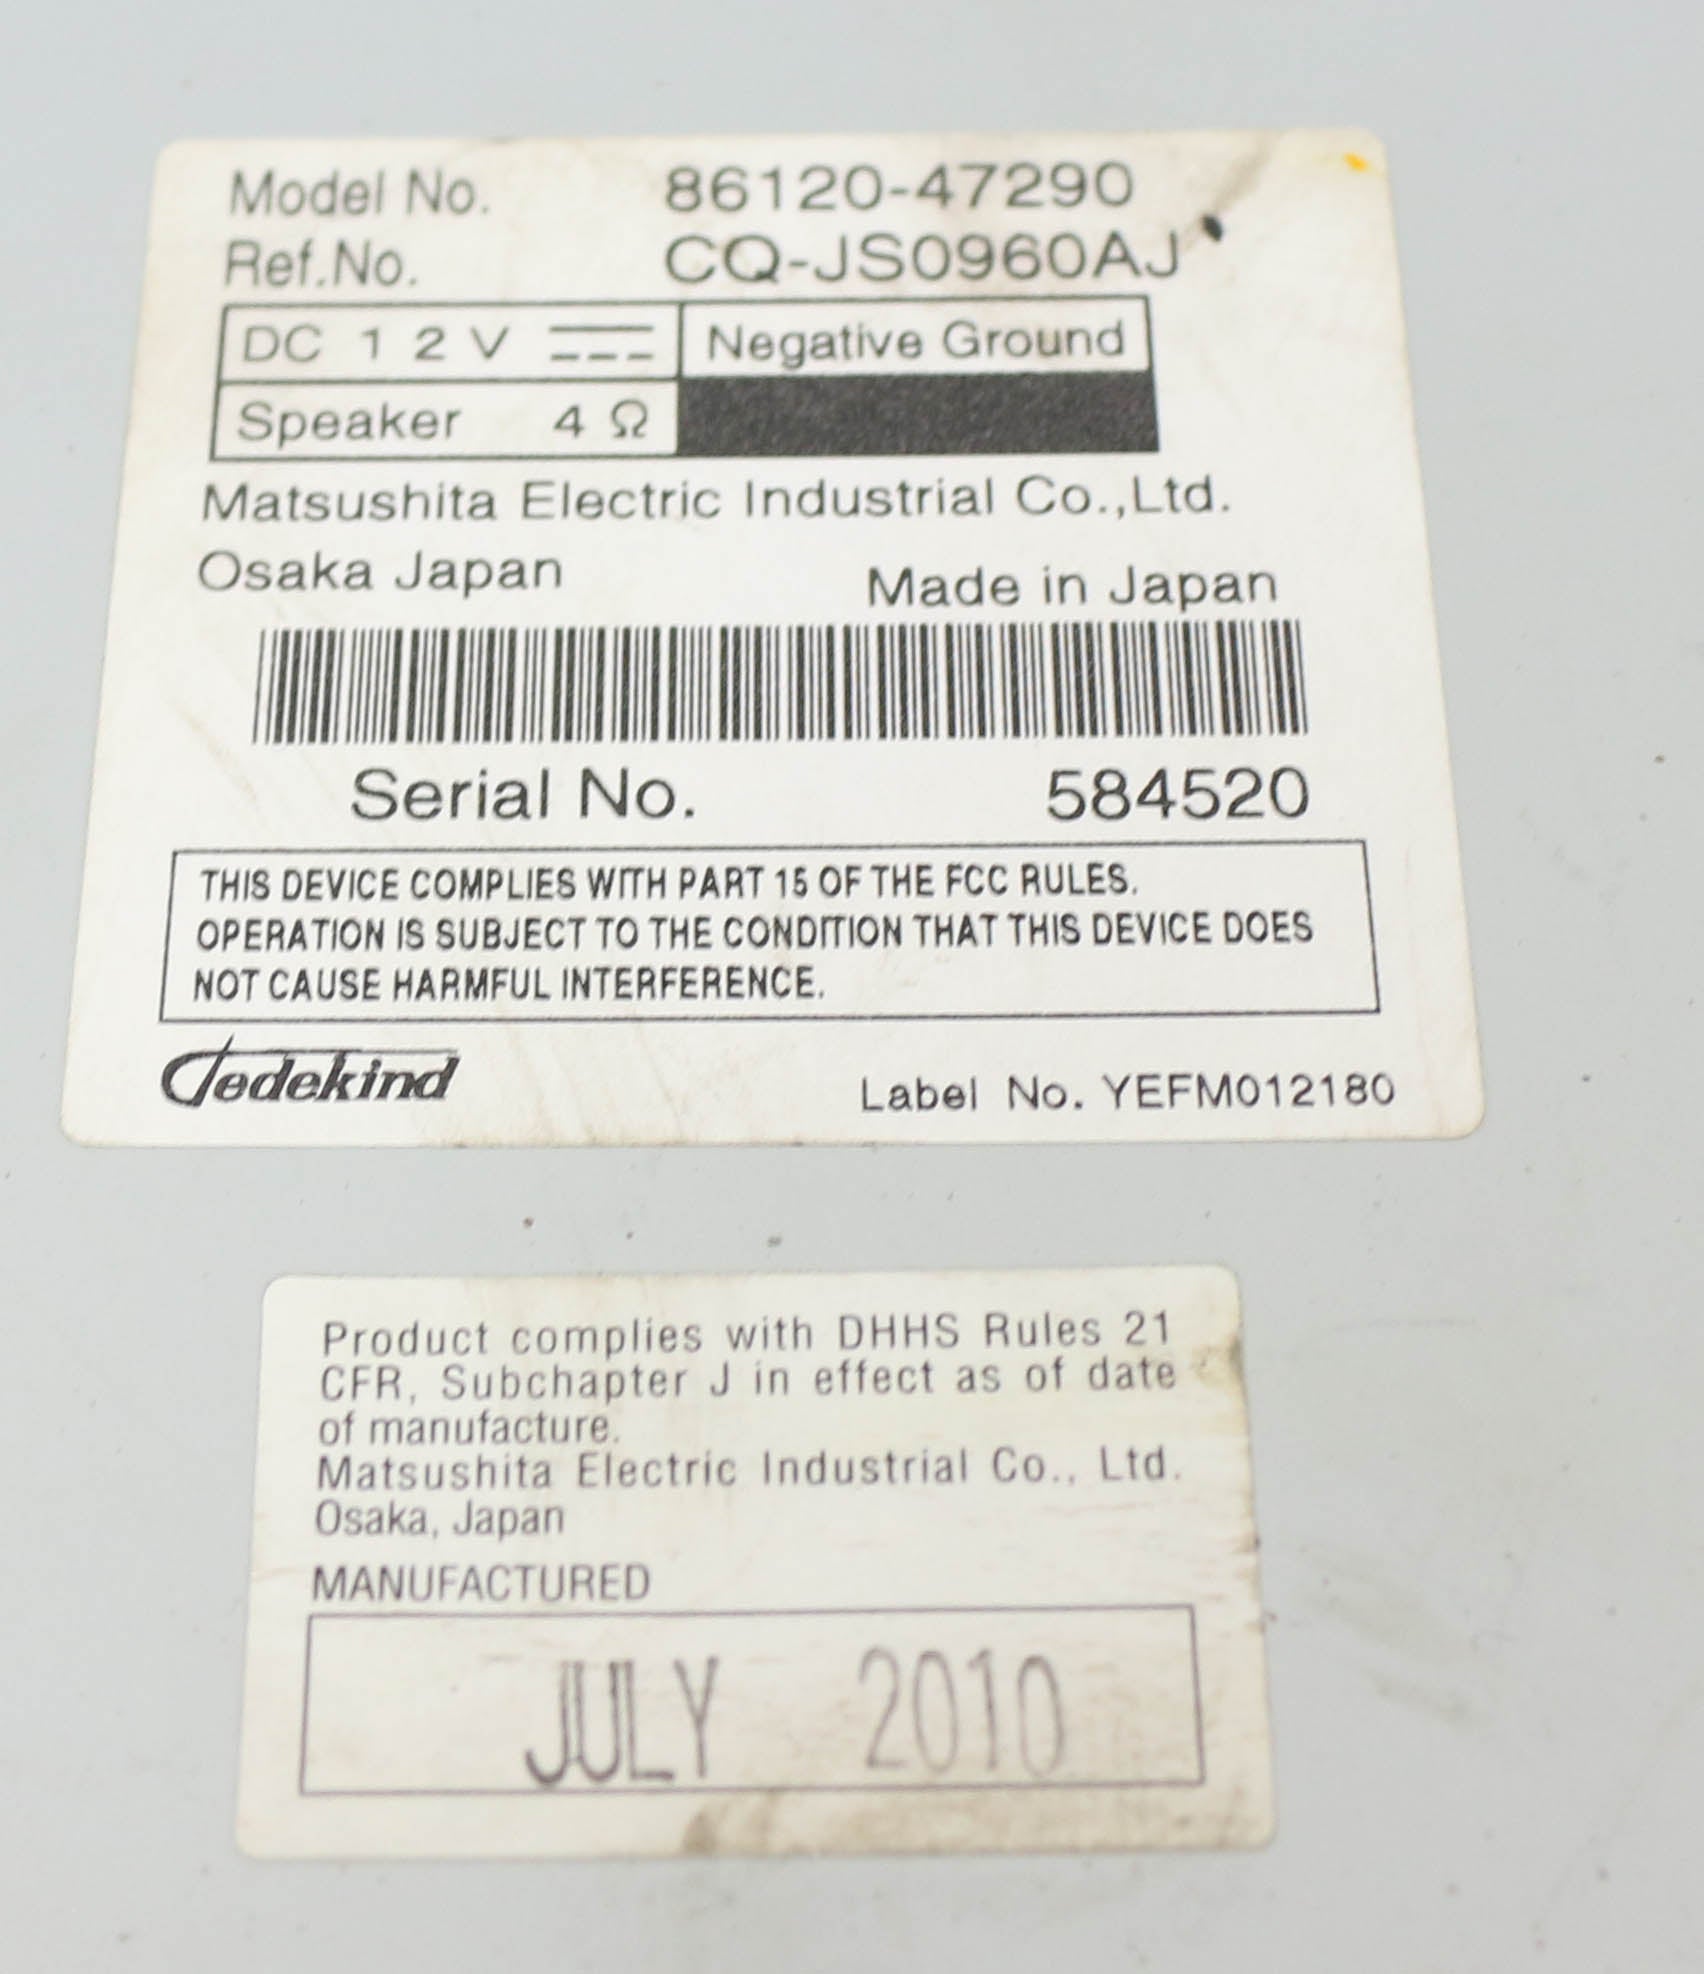 Model No. 86120-47290
Ref.No. CQ-JS0960AJ
DC 12V Negative Ground
Speaker 4 Ω
Matsushita Electric Industrial Co.,Ltd.
Osaka Japan Made in Japan
Serial No. 584520
THIS DEVICE COMPLIES WITH PART 15 OF THE FCC RULES.
OPERATION IS SUBJECT TO THE CONDITION THAT THIS DEVICE DOES
NOT CAUSE HARMFUL INTERFERENCE.
Dedekind Label No. YEFM012180
Product complies with DHHS Rules 21
CFR, Subchapter J in effect as of date
of manufacture.
Matsushita Electric Industrial Co., Ltd.
Osaka, Japan
MANUFACTURED
JULY 2010